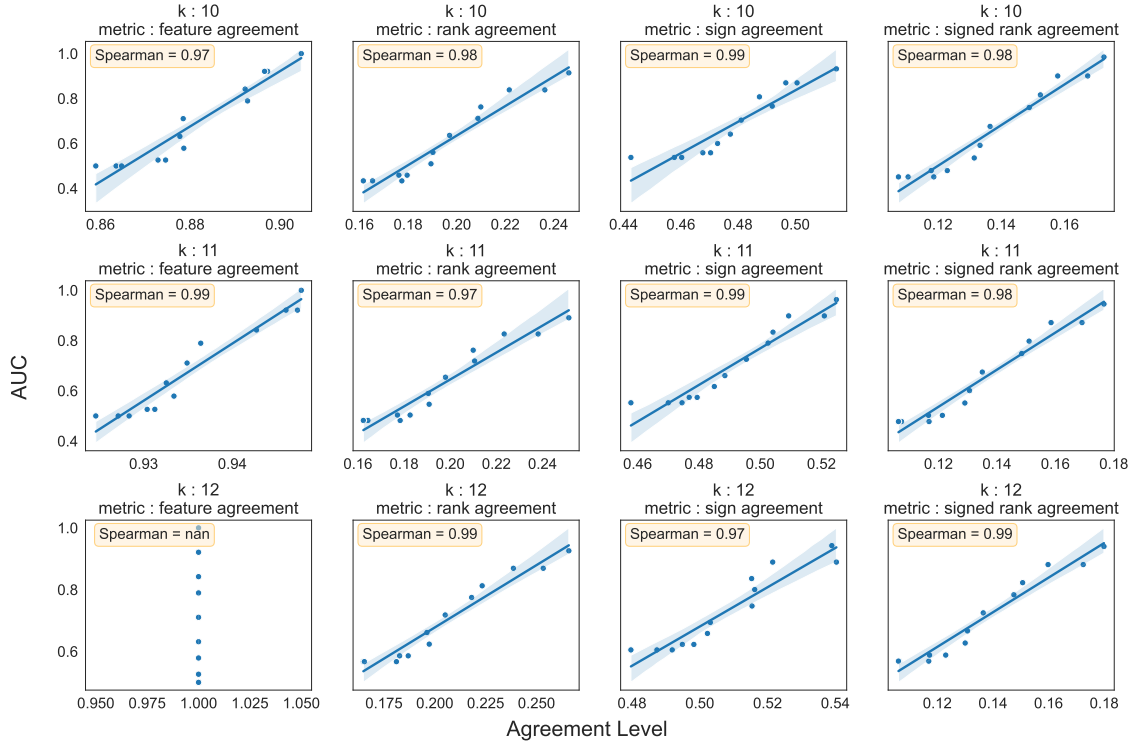 k : 10
metric : feature agreement
k : 10
metric : rank agreement
k : 10
metric : sign agreement
k : 10
metric : signed rank agreement
1.0
0.8
0.6
0.4
Spearman = 0.97
Spearman = 0.98
Spearman = 0.99
Spearman = 0.98
0.86 0.88 0.90
0.16 0.18 0.20 0.22 0.24
0.44 0.46 0.48 0.50
0.12 0.14 0.16
k : 11
metric : feature agreement
k : 11
metric : rank agreement
k : 11
metric : sign agreement
k : 11
metric : signed rank agreement
AUC
1.0
0.8
0.6
0.4
Spearman = 0.99
Spearman = 0.97
Spearman = 0.99
Spearman = 0.98
0.93 0.94
0.16 0.18 0.20 0.22 0.24
0.46 0.48 0.50 0.52
0.12 0.14 0.16 0.18
k : 12
metric : feature agreement
k : 12
metric : rank agreement
k : 12
metric : sign agreement
k : 12
metric : signed rank agreement
1.0
0.8
0.6
Spearman = nan
Spearman = 0.99
Spearman = 0.97
Spearman = 0.99
0.950 0.975 1.000 1.025 1.050
0.175 0.200 0.225 0.250
0.48 0.50 0.52 0.54
0.12 0.14 0.16 0.18
Agreement Level